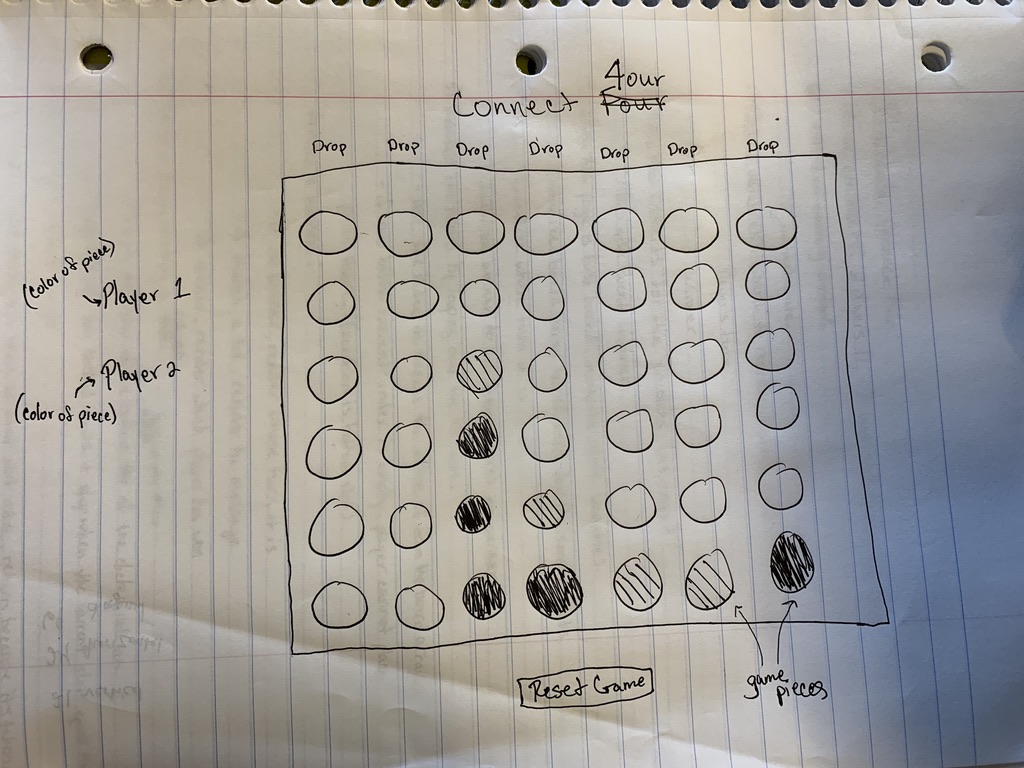 Connect Four 4our
Drop Drop Drop Drop Drop Drop Drop
(color of piece)
Player 1
Player 2
(color of piece)
Reset Game
game
pieces